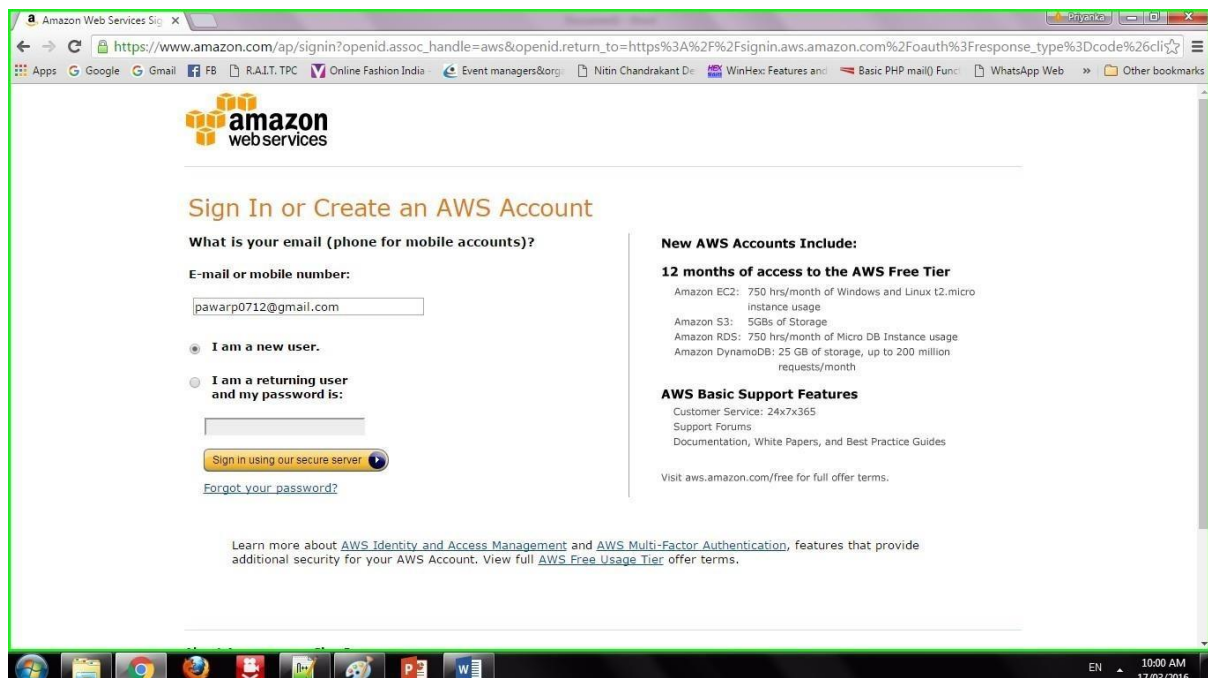 Amazon Web Services Sig
Priyanka
https://www.amazon.com/ap/signin?openid.assoc_handle=aws&openid.return_to=https%3A%2F%2Fsignin.aws.amazon.com%2Foauth%3Fresponse_type%3Dcode%26cli
Apps Google Gmail FB R.A.I.T. TPC Online Fashion India Event managers&org Nitin Chandrakant De WinHex: Features and Basic PHP mail() Func WhatsApp Web » Other bookmarks
amazon
webservices
Sign In or Create an AWS Account
What is your email (phone for mobile accounts)?
E-mail or mobile number:
pawarp0712@gmail.com
I am a new user.
I am a returning user
and my password is:
Sign in using our secure server
Forgot your password?
New AWS Accounts Include:
12 months of access to the AWS Free Tier
Amazon EC2: 750 hrs/month of Windows and Linux t2.micro
instance usage
Amazon S3: 5GBs of Storage
Amazon RDS: 750 hrs/month of Micro DB Instance usage
Amazon DynamoDB: 25 GB of storage, up to 200 million
requests/month
AWS Basic Support Features
Customer Service: 24x7x365
Support Forums
Documentation, White Papers, and Best Practice Guides
Visit aws.amazon.com/free for full offer terms.
Learn more about AWS Identity and Access Management and AWS Multi-Factor Authentication, features that provide
additional security for your AWS Account. View full AWS Free Usage Tier offer terms.
EN
10:00 AM
17/03/2016